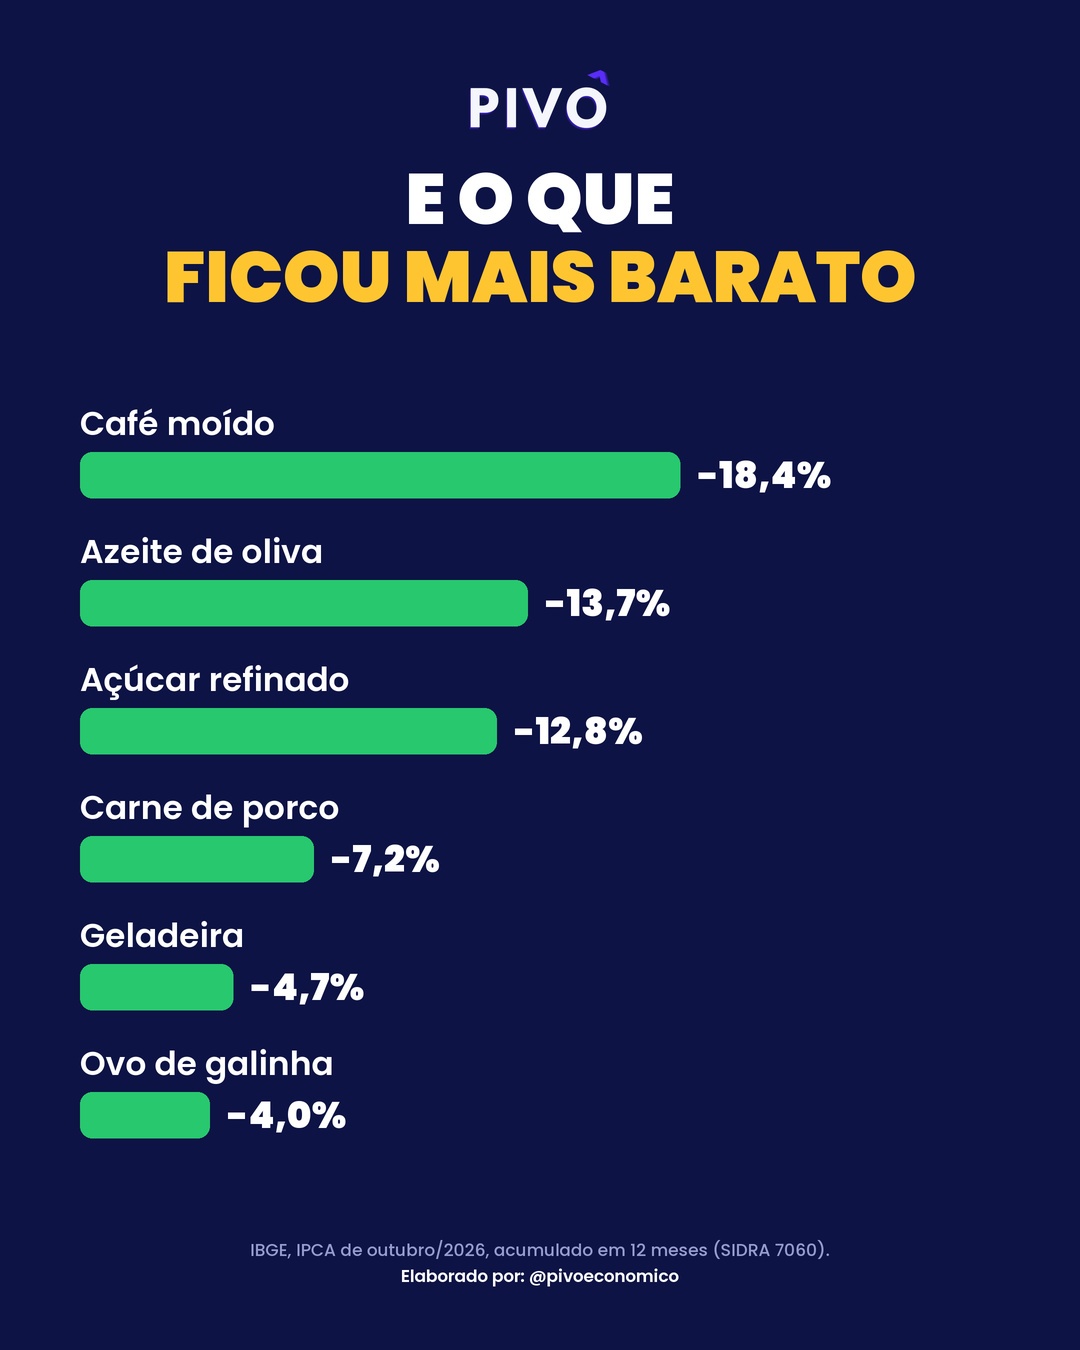 PIVÔ
E O QUE
FICOU MAIS BARATO
Café moído
-18,4%
Azeite de oliva
-13,7%
Açúcar refinado
-12,8%
Carne de porco
-7,2%
Geladeira
-4,7%
Ovo de galinha
-4,0%
IBGE, IPCA de outubro/2026, acumulado em 12 meses (SIDRA 7060).
Elaborado por: @pivoeconomico